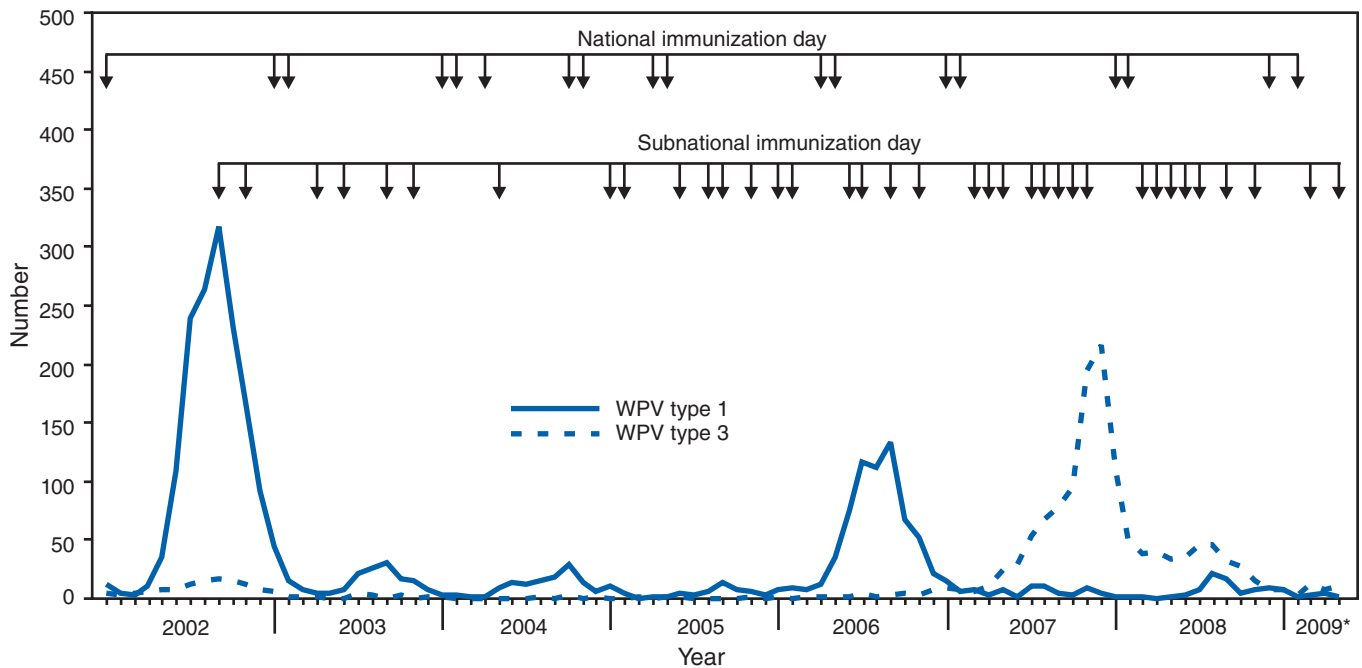 500
450
400
350
300
250
200
150
100
50
0
Number
National immunization day
Subnational immunization day
WPV type 1
WPV type 3
2002 2003 2004 2005 2006 2007 2008 2009*
Year